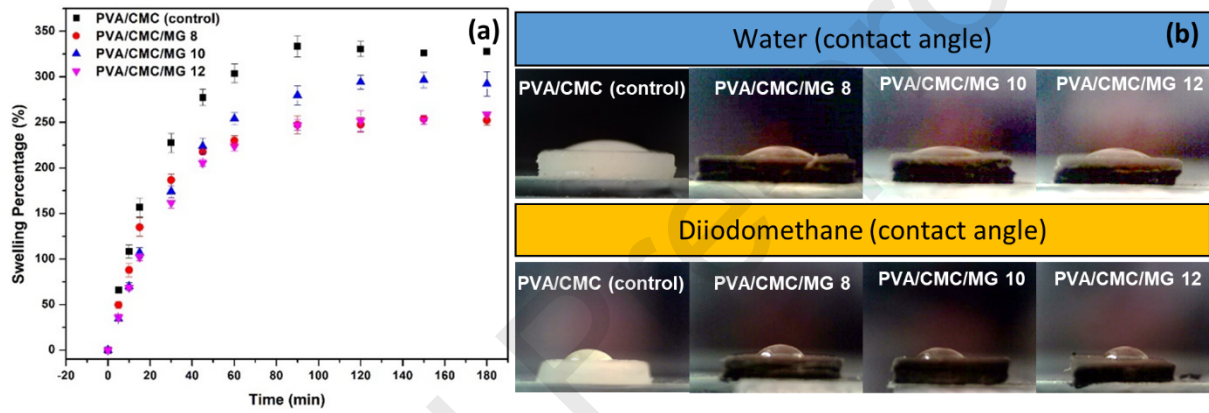 (a)
PVA/CMC (control)
PVA/CMC/MG 8
PVA/CMC/MG 10
PVA/CMC/MG 12
Swelling Percentage (%)
350
300
250
200
150
100
50
0
-20 0 20 40 60 80 100 120 140 160 180
Time (min)
Water (contact angle) (b)
PVA/CMC (control) PVA/CMC/MG 8 PVA/CMC/MG 10 PVA/CMC/MG 12
Diiodomethane (contact angle)
PVA/CMC (control) PVA/CMC/MG 8 PVA/CMC/MG 10 PVA/CMC/MG 12